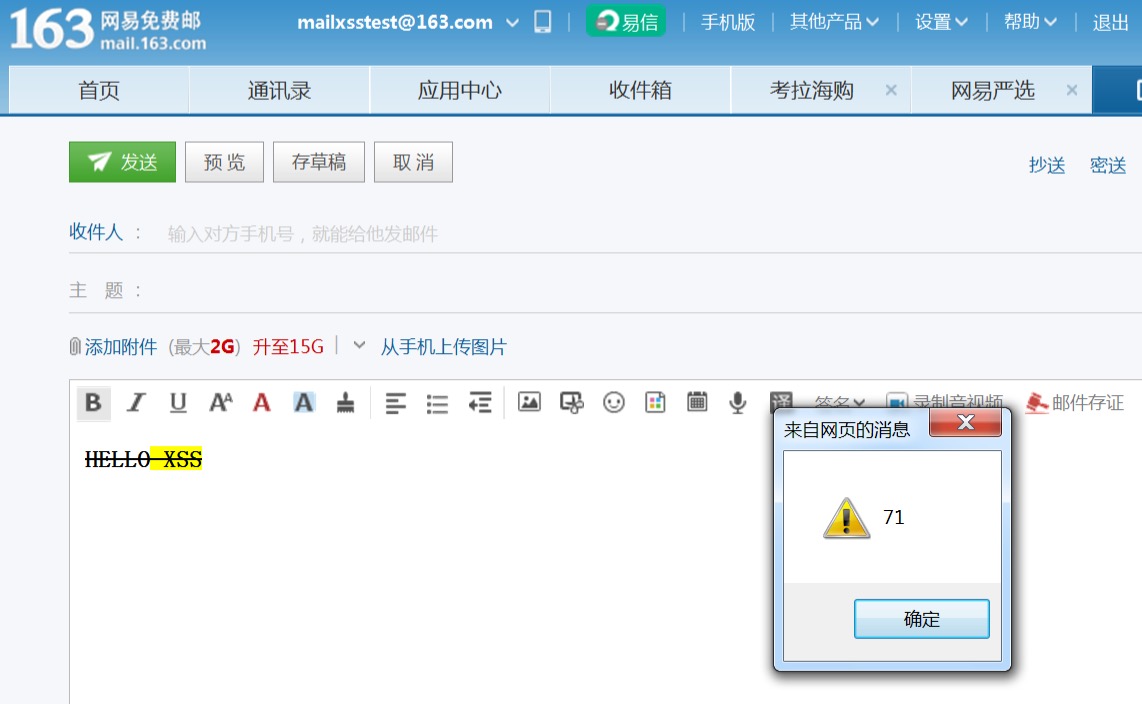 163 网易免费邮 mail.163.com mailxsstest@163.com 易信 手机版 其他产品 设置 帮助 退出
首页 通讯录 应用中心 收件箱 考拉海购 × 网易严选 ×
发送 预 览 存草稿 取 消 抄送 密送
收件人 ： 输入对方手机号，就能给他发邮件
主 题 ：
添加附件 (最大2G) 升至15G 从手机上传图片
B I U AA A A 译 签名 录制音视频 邮件存证
HELLO XSS
来自网页的消息
71
确定